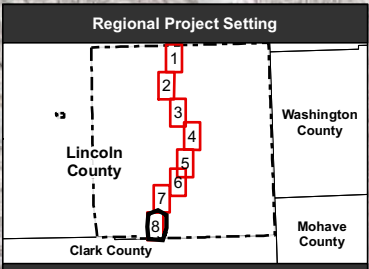 Regional Project Setting
1
2
3
4
5
6
7
8
Lincoln
County
Washington
County
Mohave
County
Clark County